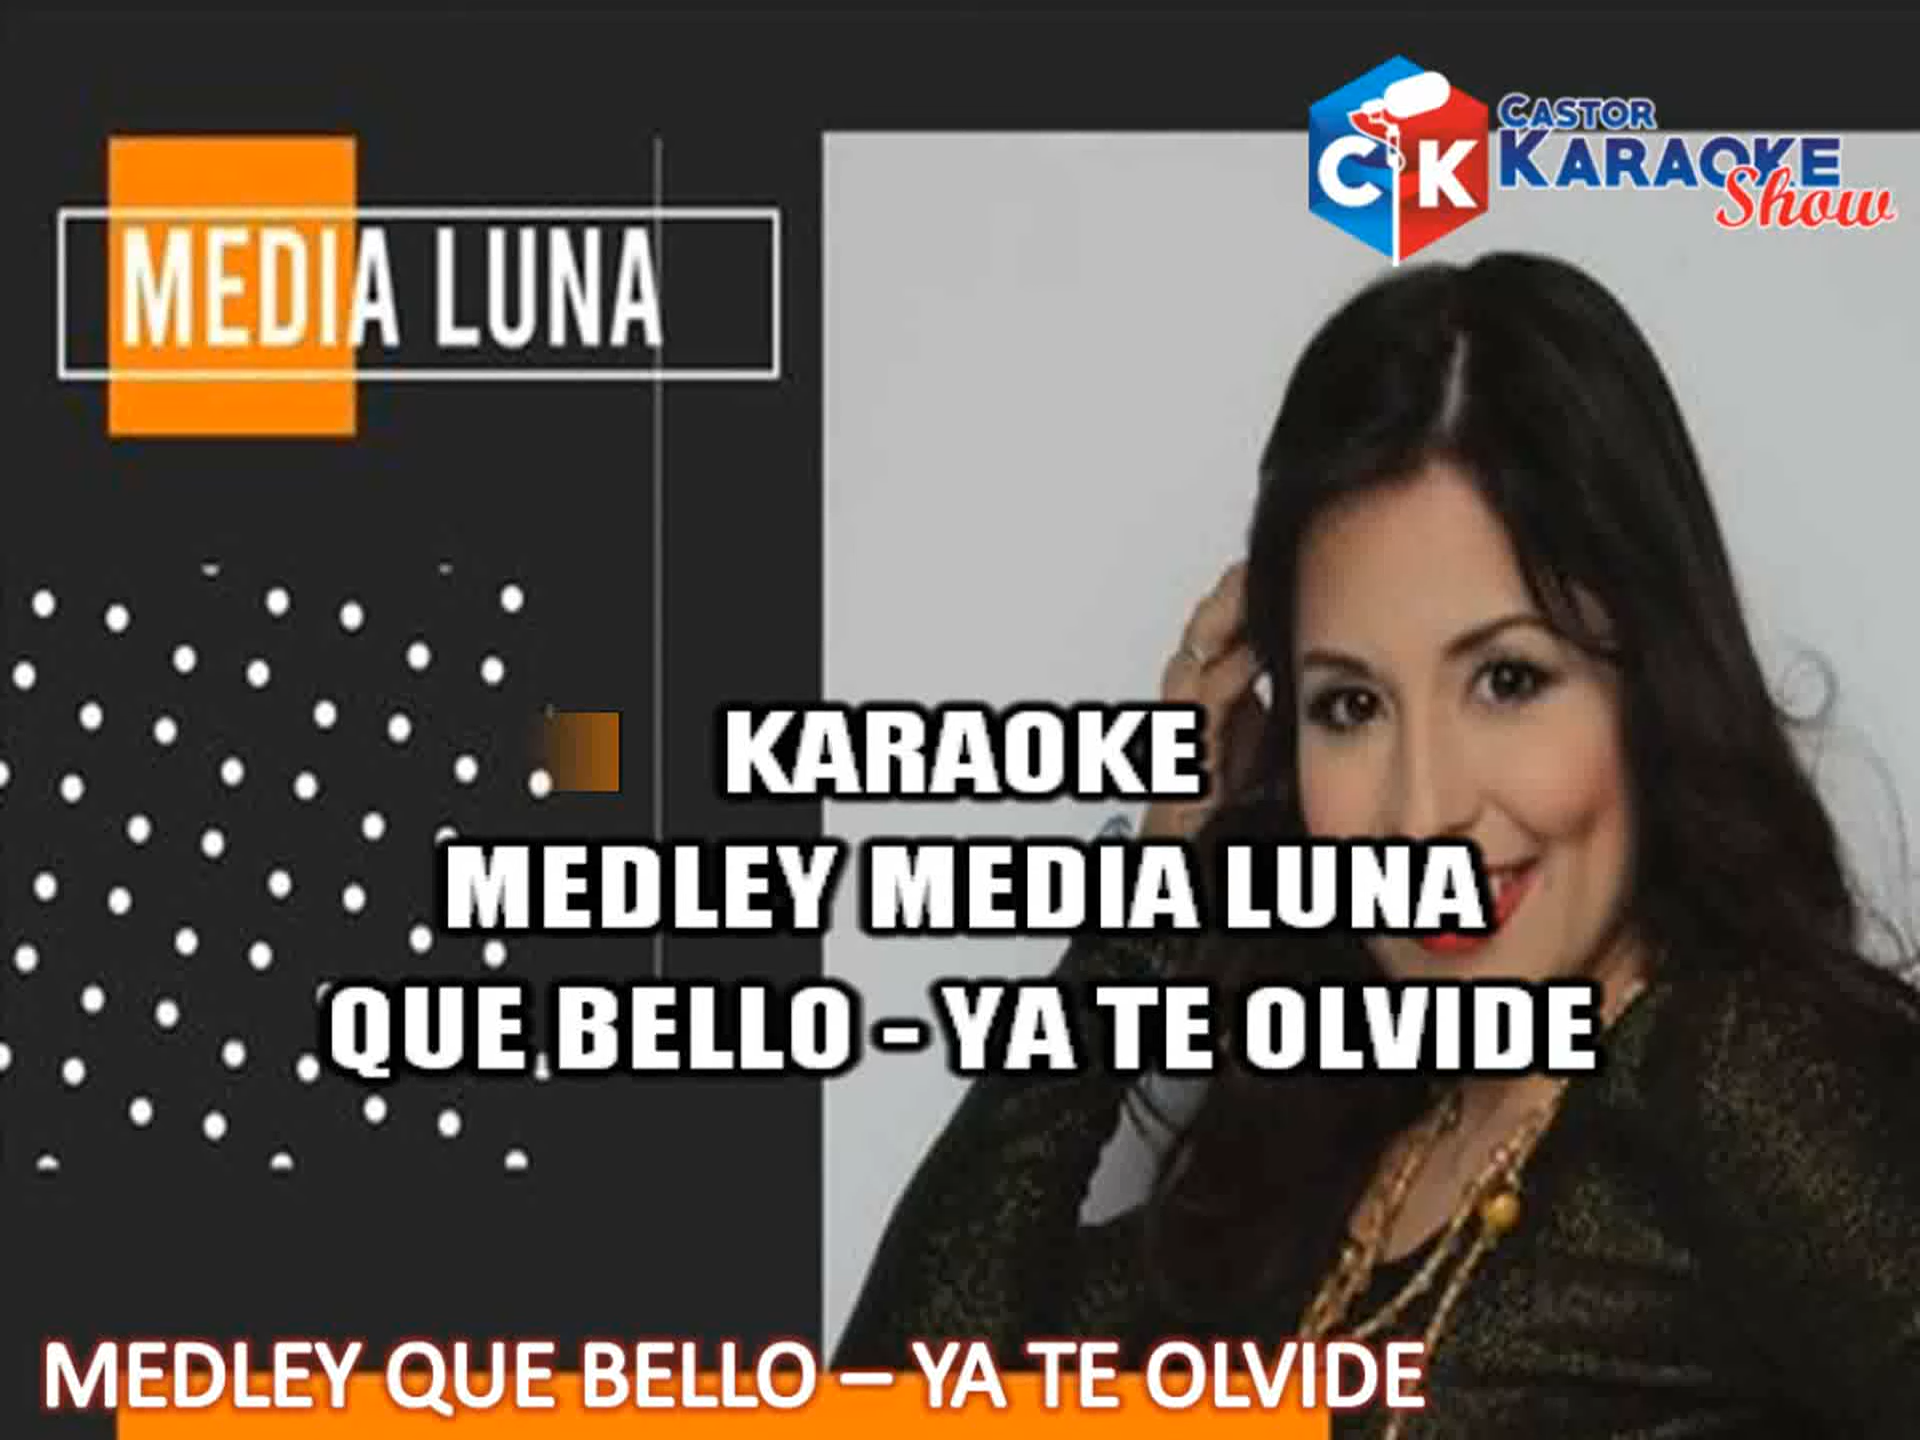 C K
CASTOR
KARAOKE
Show
MEDIA LUNA
KARAOKE
MEDLEY MEDIA LUNA
QUE BELLO - YA TE OLVIDE
MEDLEY QUE BELLO – YA TE OLVIDE